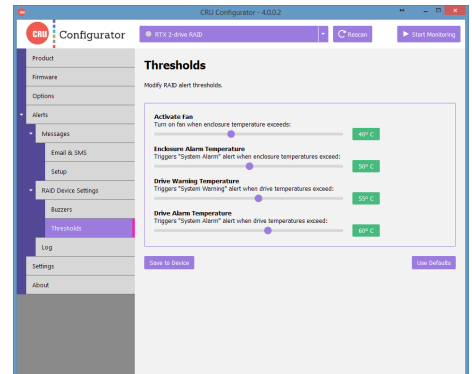 CRU Configurator - 4.0.0.2
CRU Configurator
RTX 2-drive RAID
Rescan
Start Monitoring
Product
Firmware
Options
Alerts
Messages
Email & SMS
Setup
RAID Device Settings
Buzzers
Thresholds
Log
Settings
About
Thresholds
Modify RAID alert thresholds.
Activate Fan
Turn on fan when enclosure temperature exceeds:
40° C
Enclosure Alarm Temperature
Triggers "System Alarm" alert when enclosure temperatures exceed:
50° C
Drive Warning Temperature
Triggers "System Warning" alert when drive temperatures exceed:
55° C
Drive Alarm Temperature
Triggers "System Alarm" alert when drive temperatures exceed:
60° C
Save to Device
Use Defaults